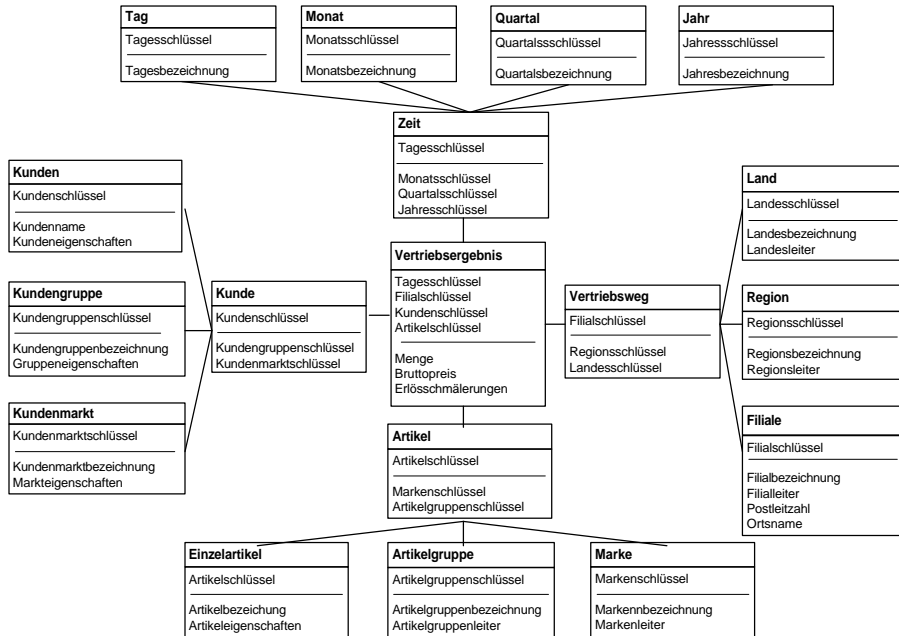 Tag
Tagesschlüssel
Tagesbezeichnung
Monat
Monatsschlüssel
Monatsbezeichnung
Quartal
Quartalssschlüssel
Quartalsbezeichnung
Jahr
Jahressschlüssel
Jahresbezeichnung
Zeit
Tagesschlüssel
Monatsschlüssel
Quartalsschlüssel
Jahresschlüssel
Kunden
Kundenschlüssel
Kundenname
Kundeneigenschaften
Kundengruppe
Kundengruppenschlüssel
Kundengruppenbezeichnung
Gruppeneigenschaften
Kundenmarkt
Kundenmarktschlüssel
Kundenmarktbezeichnung
Markteigenschaften
Kunde
Kundenschlüssel
Kundengruppenschlüssel
Kundenmarktschlüssel
Vertriebsergebnis
Tagesschlüssel
Filialschlüssel
Kundenschlüssel
Artikelschlüssel
Menge
Bruttopreis
Erlösschmälerungen
Vertriebsweg
Filialschlüssel
Regionsschlüssel
Landesschlüssel
Land
Landesschlüssel
Landesbezeichnung
Landesleiter
Region
Regionsschlüssel
Regionsbezeichnung
Regionsleiter
Filiale
Filialschlüssel
Filialbezeichnung
Filialleiter
Postleitzahl
Ortsname
Artikel
Artikelschlüssel
Markenschlüssel
Artikelgruppenschlüssel
Einzelartikel
Artikelschlüssel
Artikelbezeichung
Artikeleigenschaften
Artikelgruppe
Artikelgruppenschlüssel
Artikelgruppenbezeichnung
Artikelgruppenleiter
Marke
Markenschlüssel
Markennbezeichnung
Markenleiter